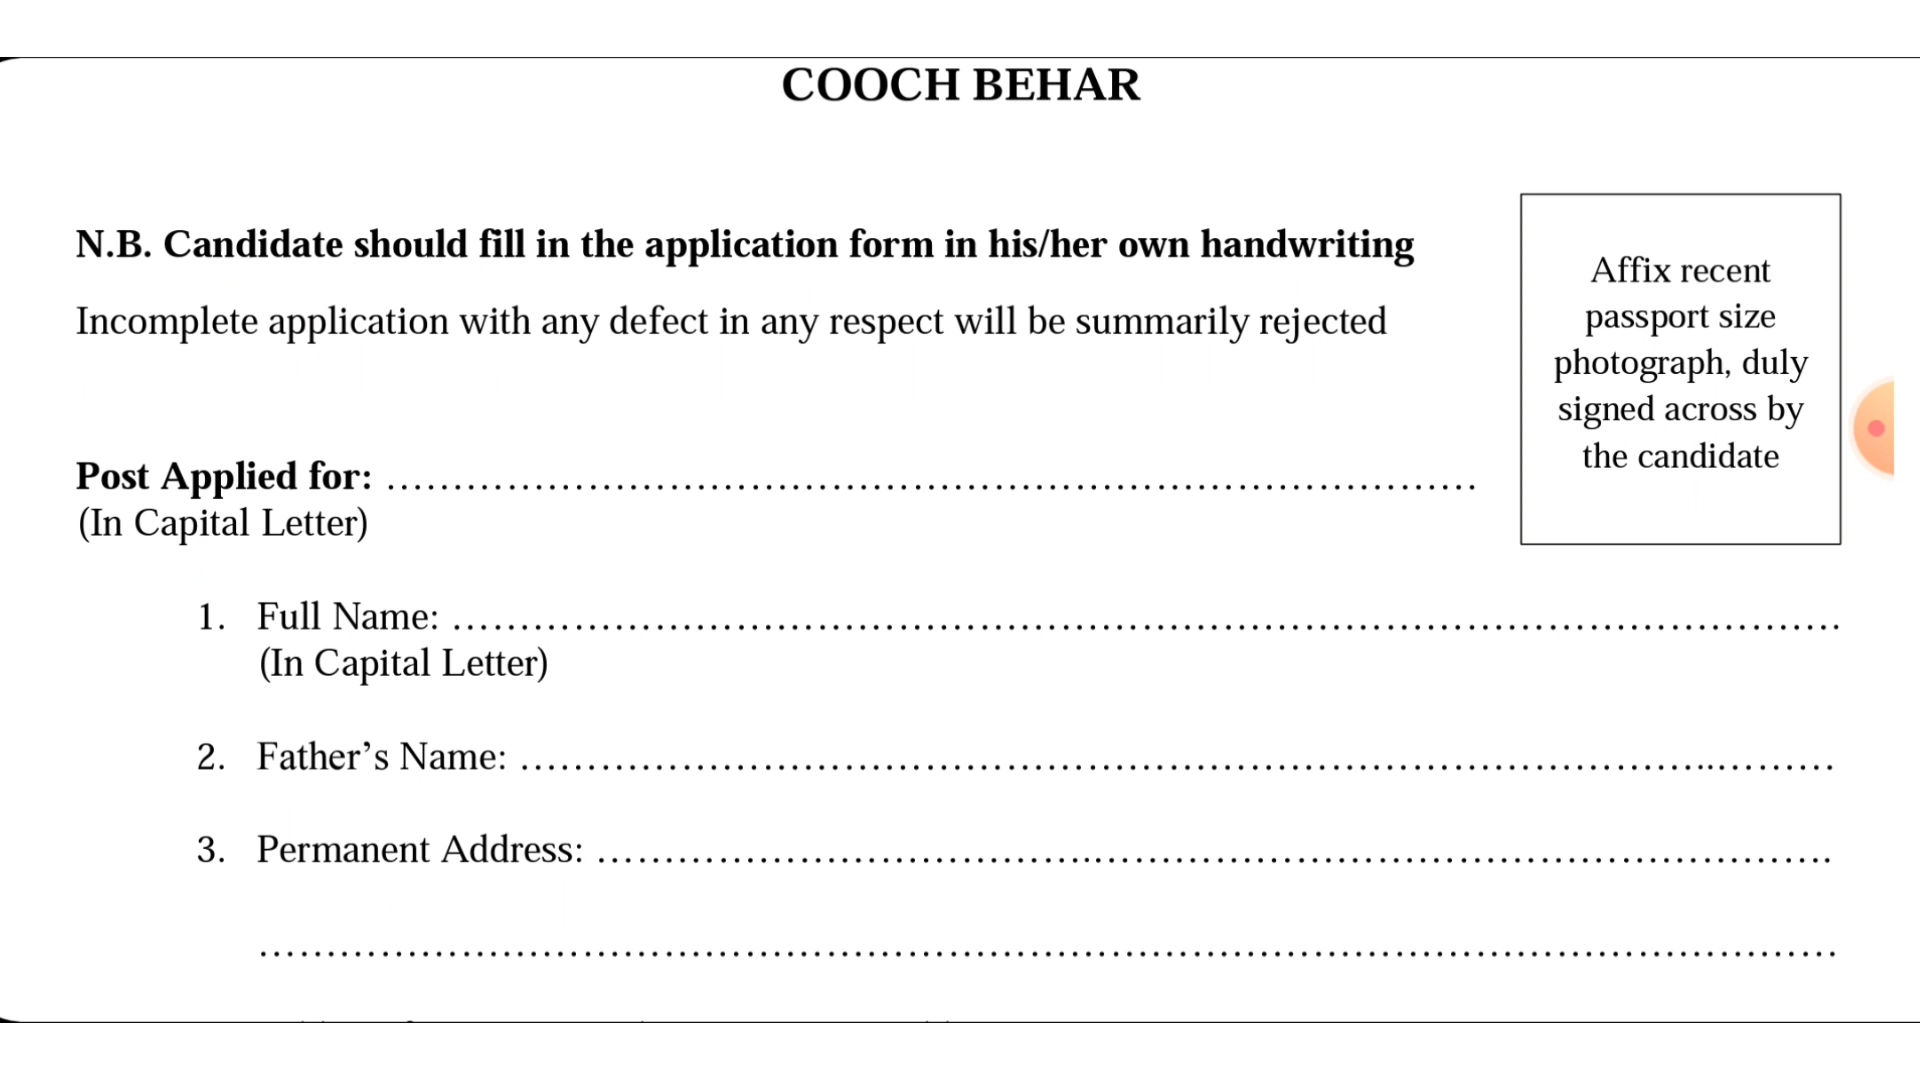 COOCH BEHAR
N.B. Candidate should fill in the application form in his/her own handwriting
Incomplete application with any defect in any respect will be summarily rejected
Affix recent
passport size
photograph, duly
signed across by
the candidate
Post Applied for: ................................................................................
(In Capital Letter)
1. Full Name: ................................................................................
(In Capital Letter)
2. Father’s Name: ................................................................................
3. Permanent Address: ................................................................................
................................................................................